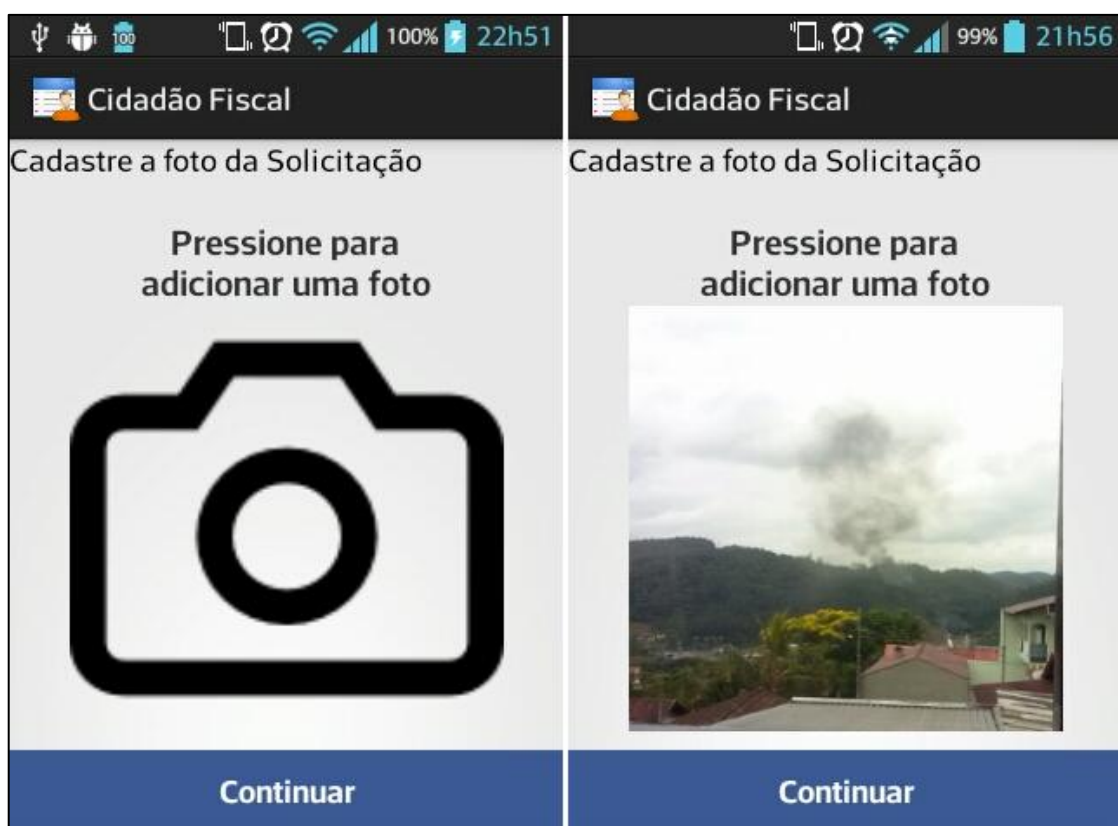 100 100% 22h51
Cidadão Fiscal
Cadastre a foto da Solicitação
Pressione para
adicionar uma foto
Continuar
99% 21h56
Cidadão Fiscal
Cadastre a foto da Solicitação
Pressione para
adicionar uma foto
Continuar